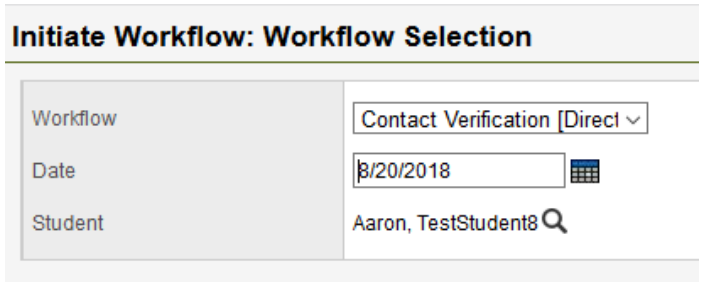 Initiate Workflow: Workflow Selection
Workflow Contact Verification [Direct
Date 8/20/2018
Student Aaron, TestStudent8